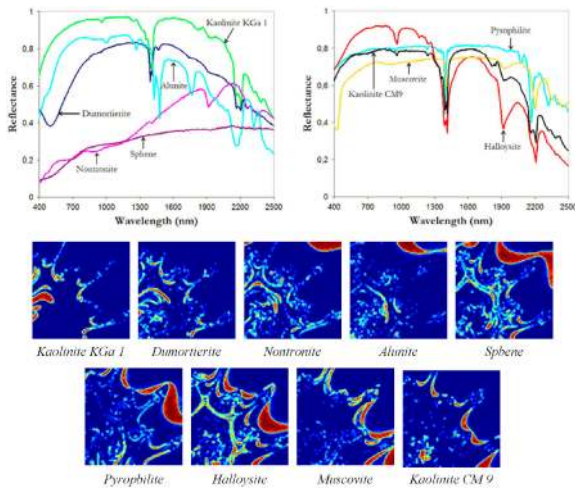 Kaolinite KGa 1
Alunite
Dumortierite
Sphene
Nontronite
Reflectance
1
0.8
0.6
0.4
0.2
0
400 700 1000 1300 1600 1900 2200 2500
Wavelength (nm)
Pyrophilite
Muscovite
Kaolinite CM9
Halloysite
Reflectance
1
0.8
0.6
0.4
0.2
0
400 700 1000 1300 1600 1900 2200 2500
Wavelength (nm)
Kaolinite KGa 1 Dumortierite Nontronite Alunite Sphene
Pyrophilite Halloysite Muscovite Kaolinite CM 9